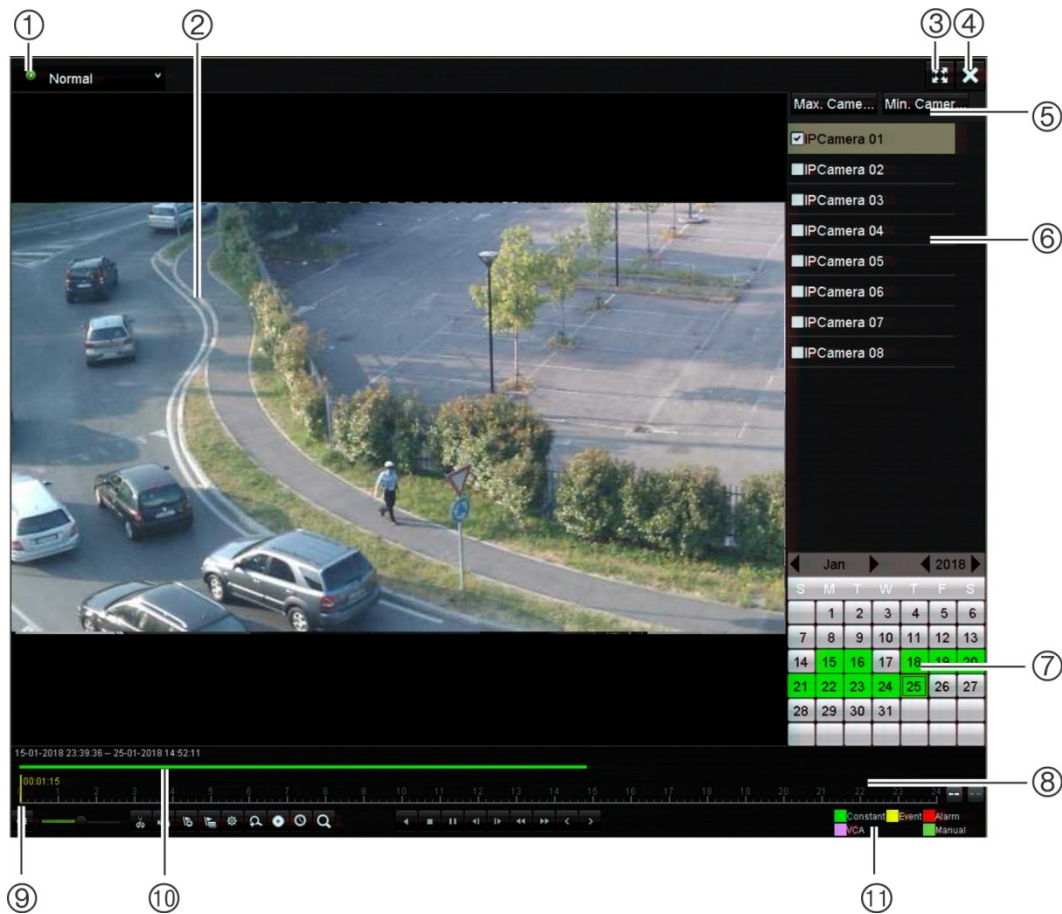 ① ② ③ ④
Normal
Max. Came... Min. Camer...
⑤
IPCamera 01
IPCamera 02
IPCamera 03
IPCamera 04
⑥
IPCamera 05
IPCamera 06
IPCamera 07
IPCamera 08
Jan 2018
S M T W T F S
1 2 3 4 5 6
7 8 9 10 11 12 13
14 15 16 17 18 19 20
⑦
21 22 23 24 25 26 27
28 29 30 31
15-01-2018 23:39:36 -- 25-01-2018 14:52:11
00:01:15
⑧
0 1 2 3 4 5 6 7 8 9 10 11 12 13 14 15 16 17 18 19 20 21 22 23 24
Constant Event Alarm
VCA Manual
⑨ ⑩ ⑪